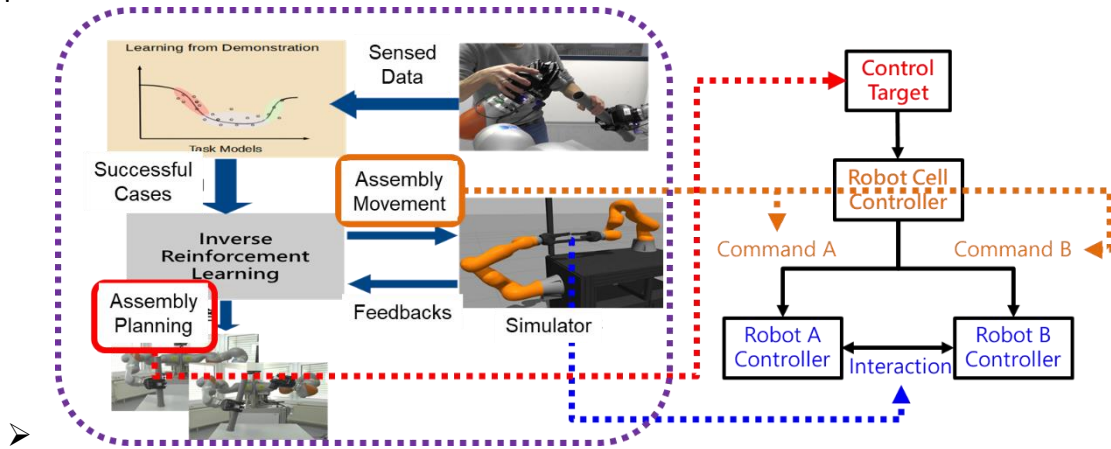 Learning from Demonstration
Task Models
Sensed
Data
Successful
Cases
Assembly
Movement
Inverse
Reinforcement
Learning
Assembly
Planning
Feedbacks
Simulator
Control
Target
Robot Cell
Controller
Command A
Command B
Robot A
Controller
Interaction
Robot B
Controller